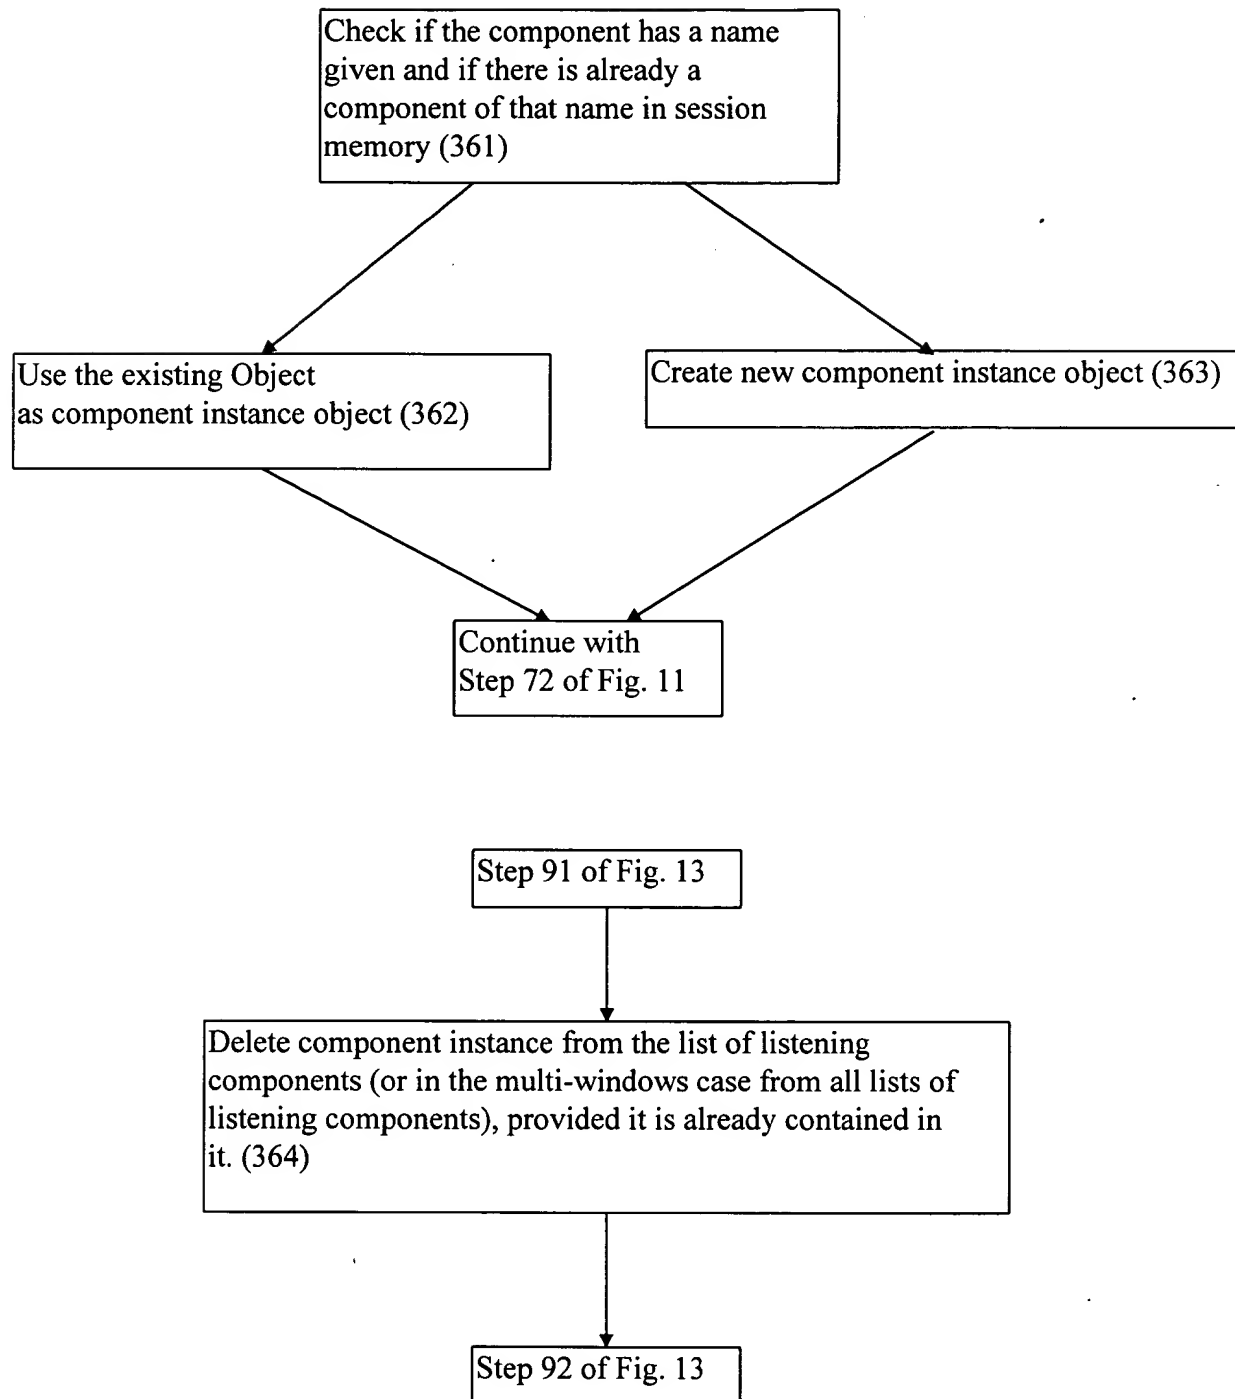 Check if the component has a name
given and if there is already a
component of that name in session
memory (361)
Use the existing Object
as component instance object (362)
Create new component instance object (363)
Continue with
Step 72 of Fig. 11
Step 91 of Fig. 13
Delete component instance from the list of listening
components (or in the multi-windows case from all lists of
listening components), provided it is already contained in
it. (364)
Step 92 of Fig. 13